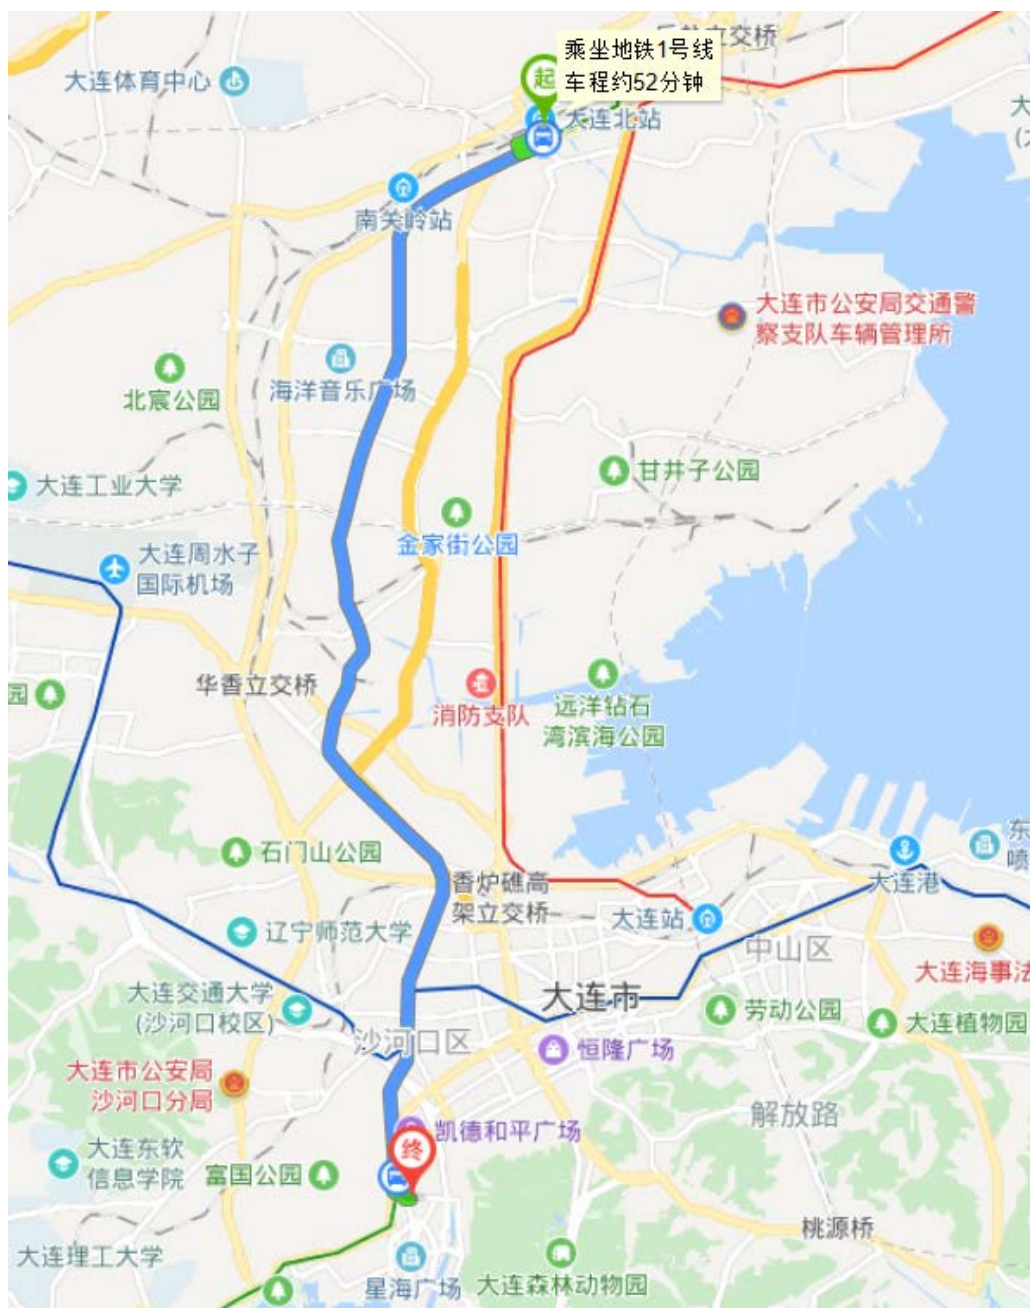 乘坐地铁1号线
车程约52分钟
立交桥
大连体育中心
大连北站
南关岭站
大连市公安局交通警
察支队车辆管理所
海洋音乐广场
北宸公园
甘井子公园
大连工业大学
金家街公园
大连周水子
国际机场
华香立交桥
园
消防支队
远洋钻石
湾滨海公园
石门山公园
香炉礁高
架立交桥
大连港
东
喷
大连站
辽宁师范大学
中山区
大连海事法
大连交通大学
(沙河口校区)
大连市
劳动公园
大连植物园
沙河口区
恒隆广场
大连市公安局
沙河口分局
解放路
凯德和平广场
大连东软
信息学院
富国公园
起
终
桃源桥
大连理工大学
星海广场
大连森林动物园